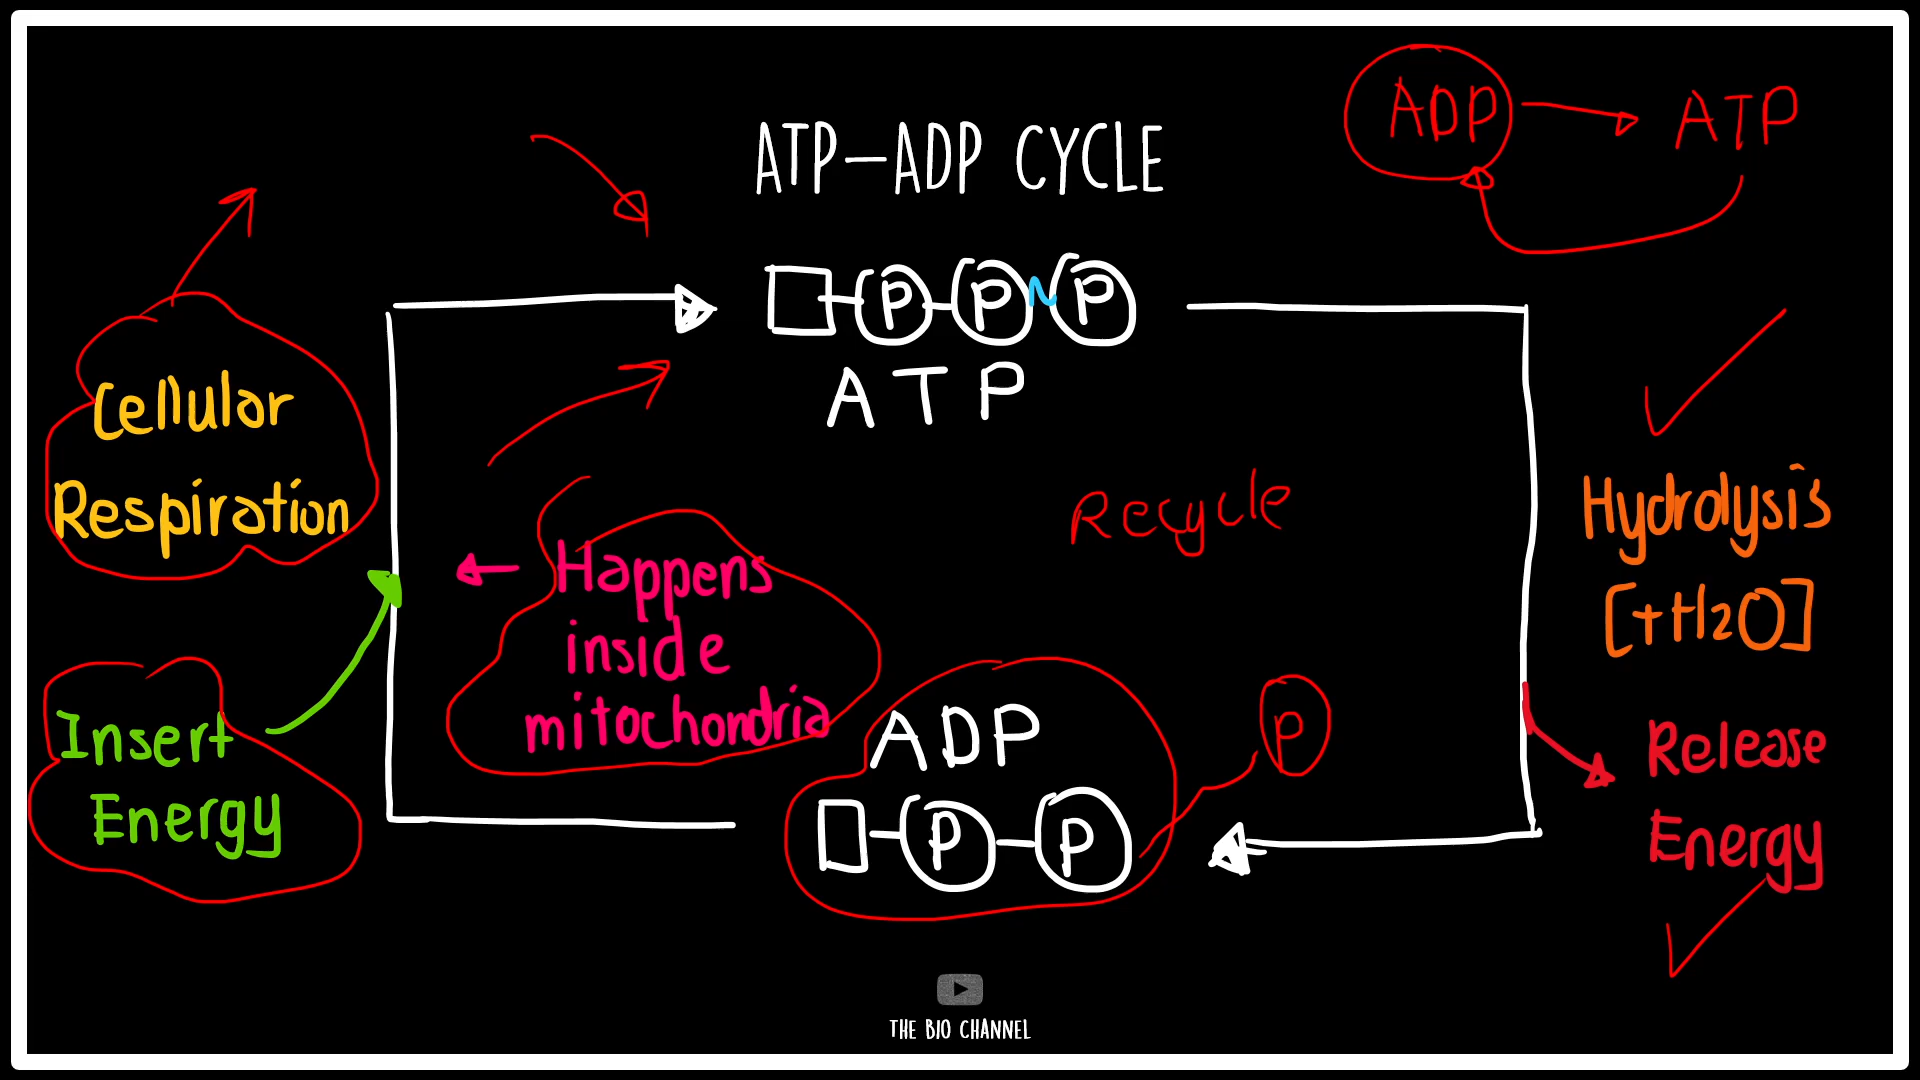 ADP → ATP
ATP-ADP CYCLE
P P P
ATP
Cellular
Respiration
Recycle
Hydrolysis
[+H2O]
Happens
inside
mitochondria
Insert
Energy
ADP
P P
P
Release
Energy
THE BIO CHANNEL